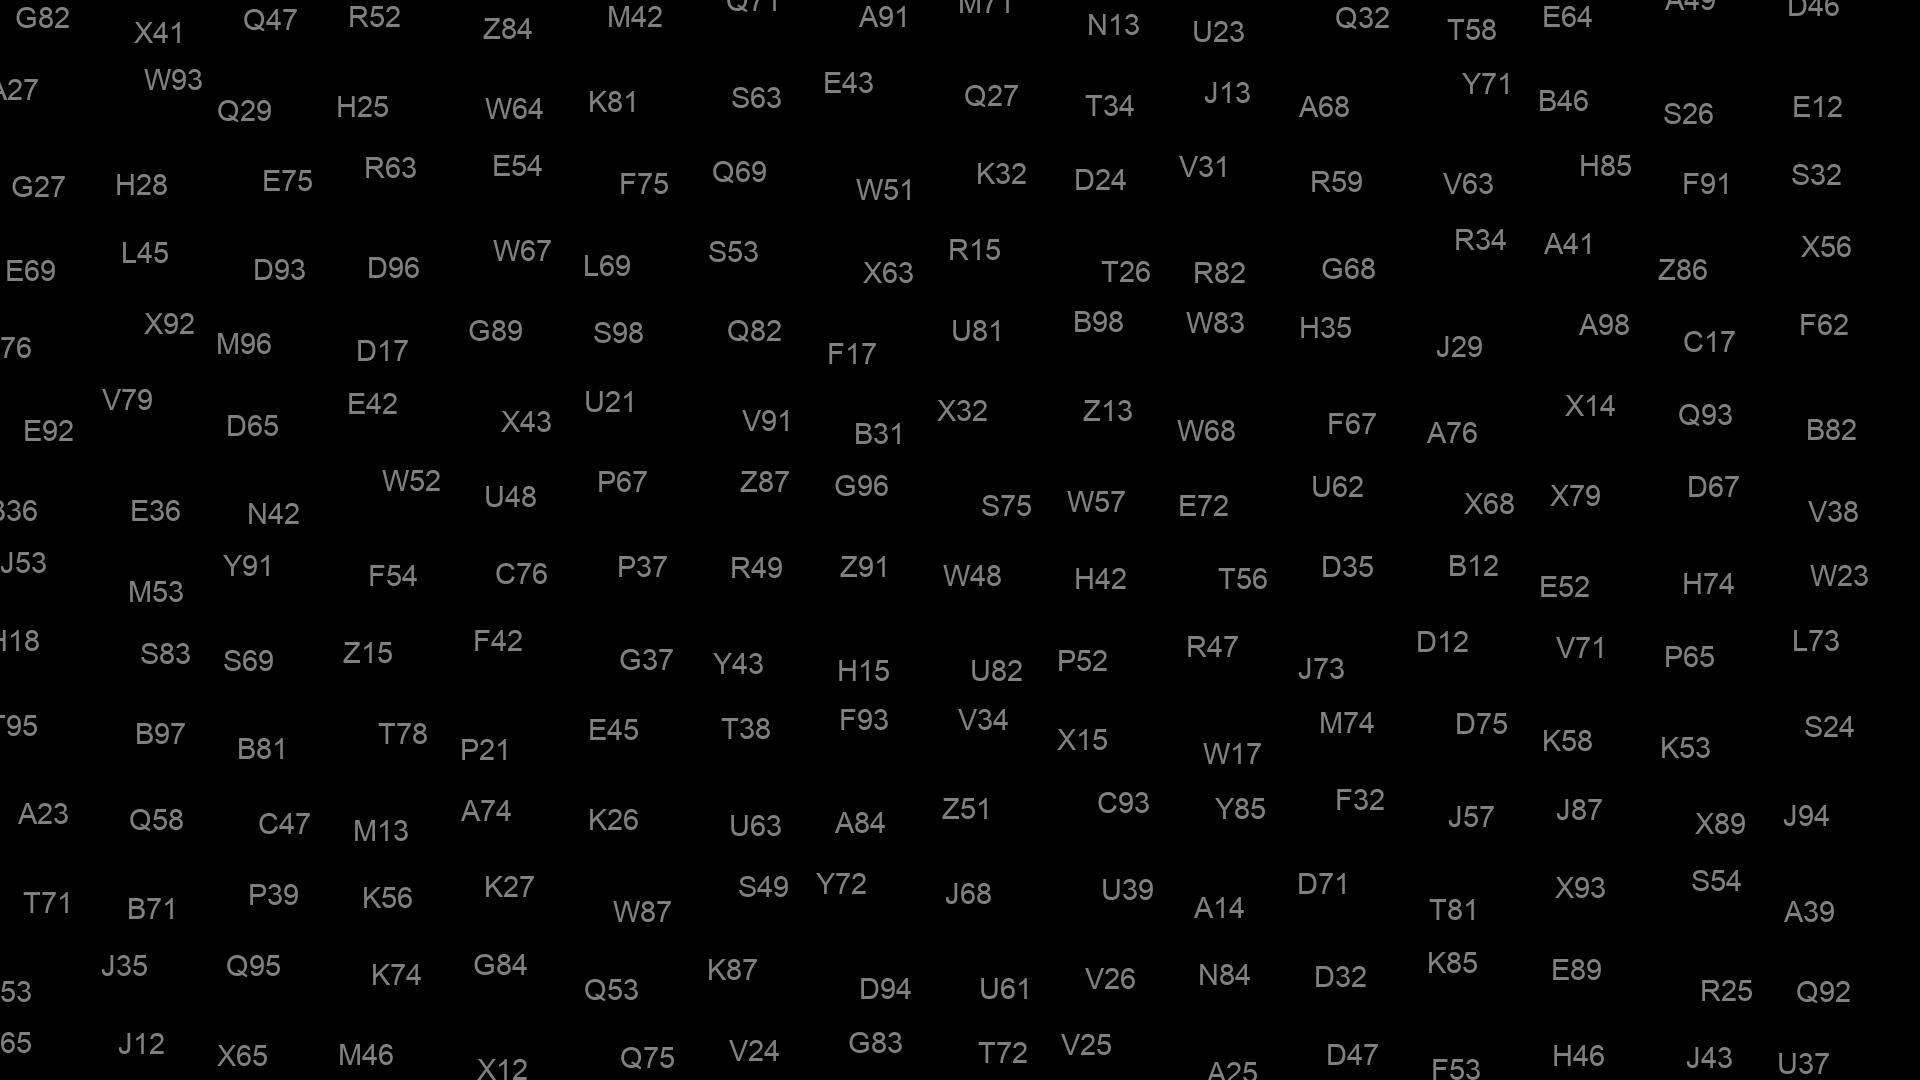 G82 X41 Q47 R52 Z84 M42 Q71 A91 M71 N13 U23 Q32 T58 E64 A49 D46
A27 W93 Q29 H25 W64 K81 S63 E43 Q27 T34 J13 A68 Y71 B46 S26 E12
G27 H28 E75 R63 E54 F75 Q69 W51 K32 D24 V31 R59 V63 H85 F91 S32
E69 L45 D93 D96 W67 L69 S53 X63 R15 T26 R82 G68 R34 A41 Z86 X56
76 X92 M96 D17 G89 S98 Q82 F17 U81 B98 W83 H35 J29 A98 C17 F62
E92 V79 D65 E42 X43 U21 V91 B31 X32 Z13 W68 F67 A76 X14 Q93 B82
36 E36 N42 W52 U48 P67 Z87 G96 S75 W57 E72 U62 X68 X79 D67 V38
J53 M53 Y91 F54 C76 P37 R49 Z91 W48 H42 T56 D35 B12 E52 H74 W23
H18 S83 S69 Z15 F42 G37 Y43 H15 U82 P52 R47 J73 D12 V71 P65 L73
T95 B97 B81 T78 P21 E45 T38 F93 V34 X15 W17 M74 D75 K58 K53 S24
A23 Q58 C47 M13 A74 K26 U63 A84 Z51 C93 Y85 F32 J57 J87 X89 J94
T71 B71 P39 K56 K27 W87 S49 Y72 J68 U39 A14 D71 T81 X93 S54 A39
53 J35 Q95 K74 G84 Q53 K87 D94 U61 V26 N84 D32 K85 E89 R25 Q92
65 J12 X65 M46 X12 Q75 V24 G83 T72 V25 A25 D47 F53 H46 J43 U37